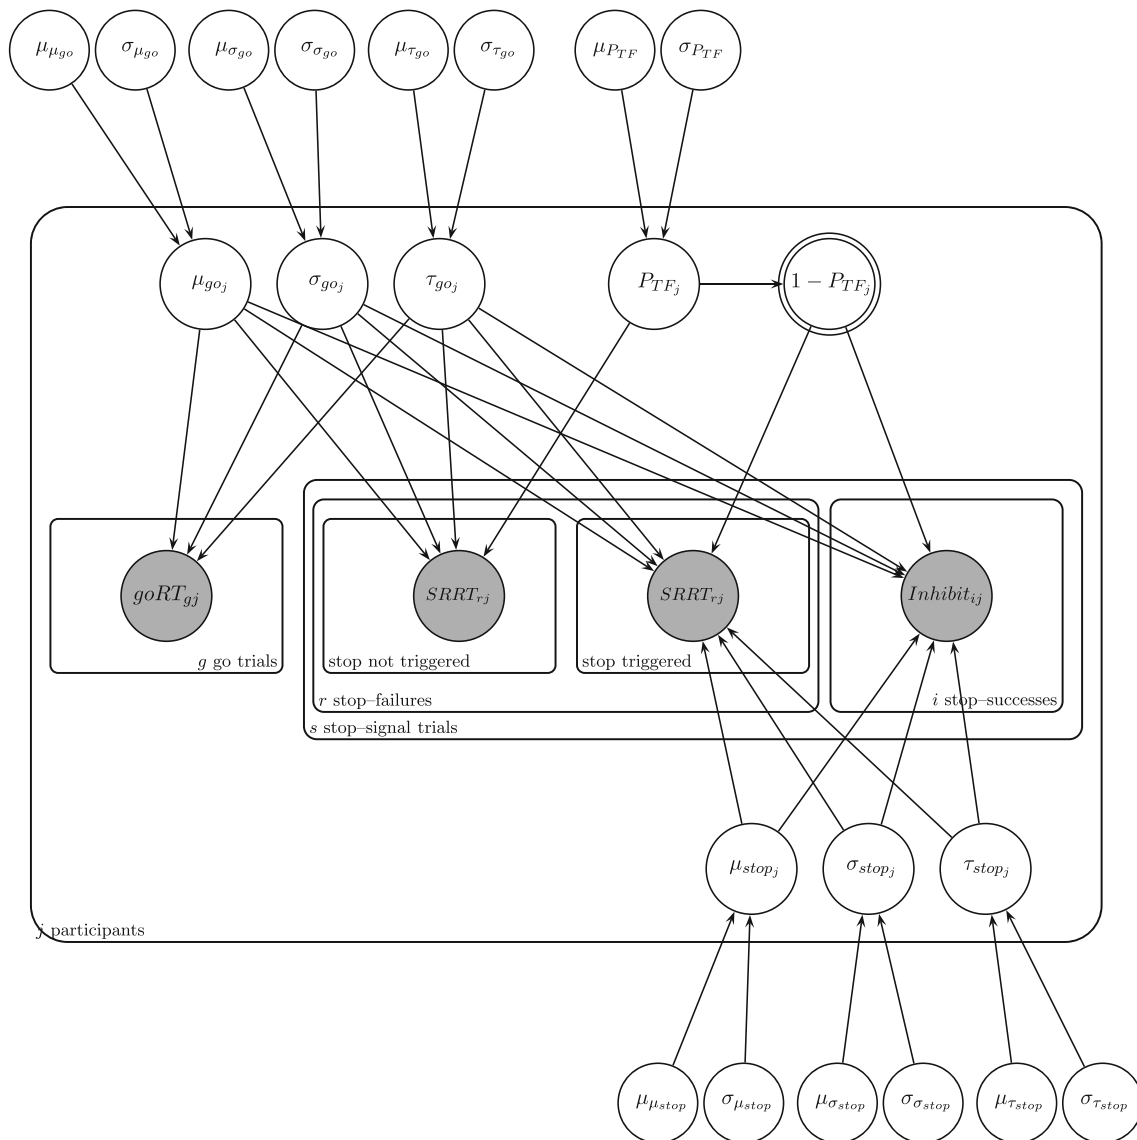 μ_{μ_{go}} σ_{μ_{go}} μ_{σ_{go}} σ_{σ_{go}} μ_{τ_{go}} σ_{τ_{go}} μ_{P_{TF}} σ_{P_{TF}}
μ_{go_j} σ_{go_j} τ_{go_j} P_{TF_j} 1 − P_{TF_j}
goRT_{gj} SRRT_{rj} SRRT_{rj} Inhibit_{ij}
g go trials stop not triggered stop triggered
r stop–failures i stop–successes
s stop–signal trials
μ_{stop_j} σ_{stop_j} τ_{stop_j}
j participants
μ_{μ_{stop}} σ_{μ_{stop}} μ_{σ_{stop}} σ_{σ_{stop}} μ_{τ_{stop}} σ_{τ_{stop}}